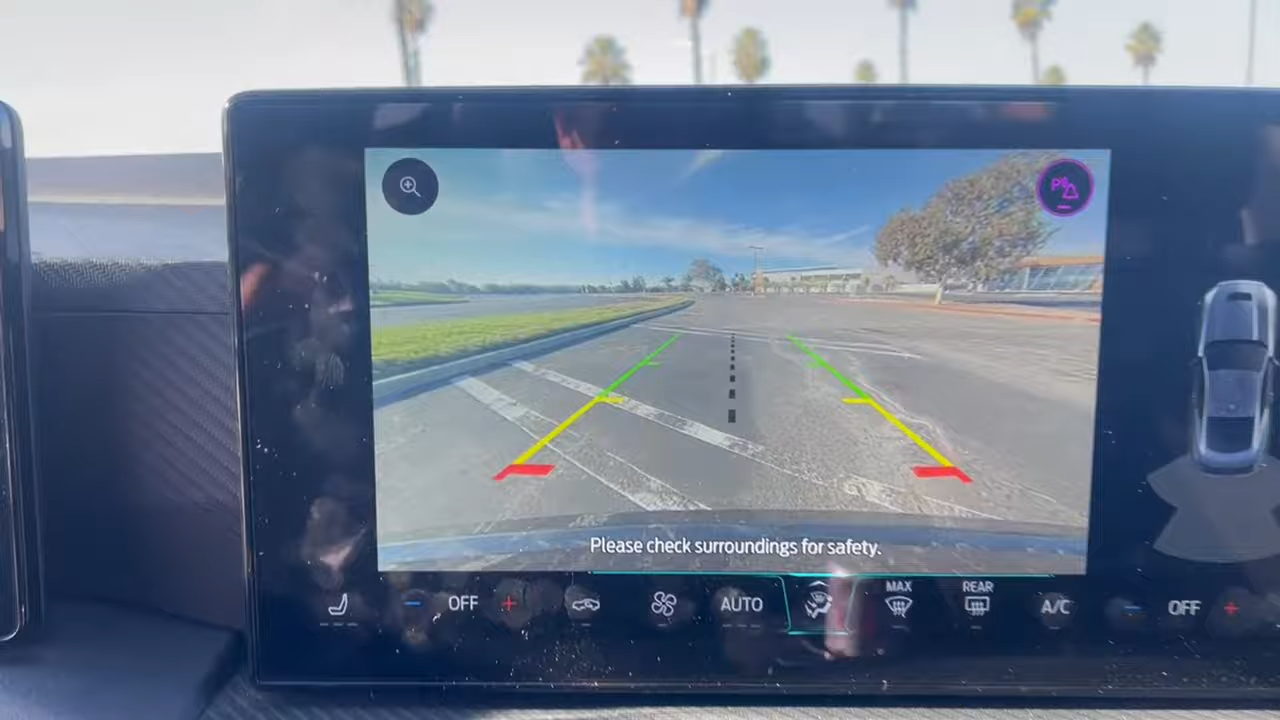 P
Please check surroundings for safety.
OFF
AUTO
MAX
REAR
A/C
OFF